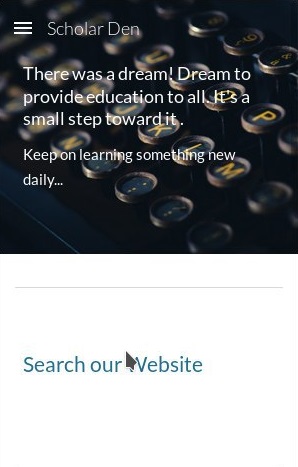 Scholar Den
There was a dream! Dream to
provide education to all. It's a
small step toward it .
Keep on learning something new
daily...
Search our Website